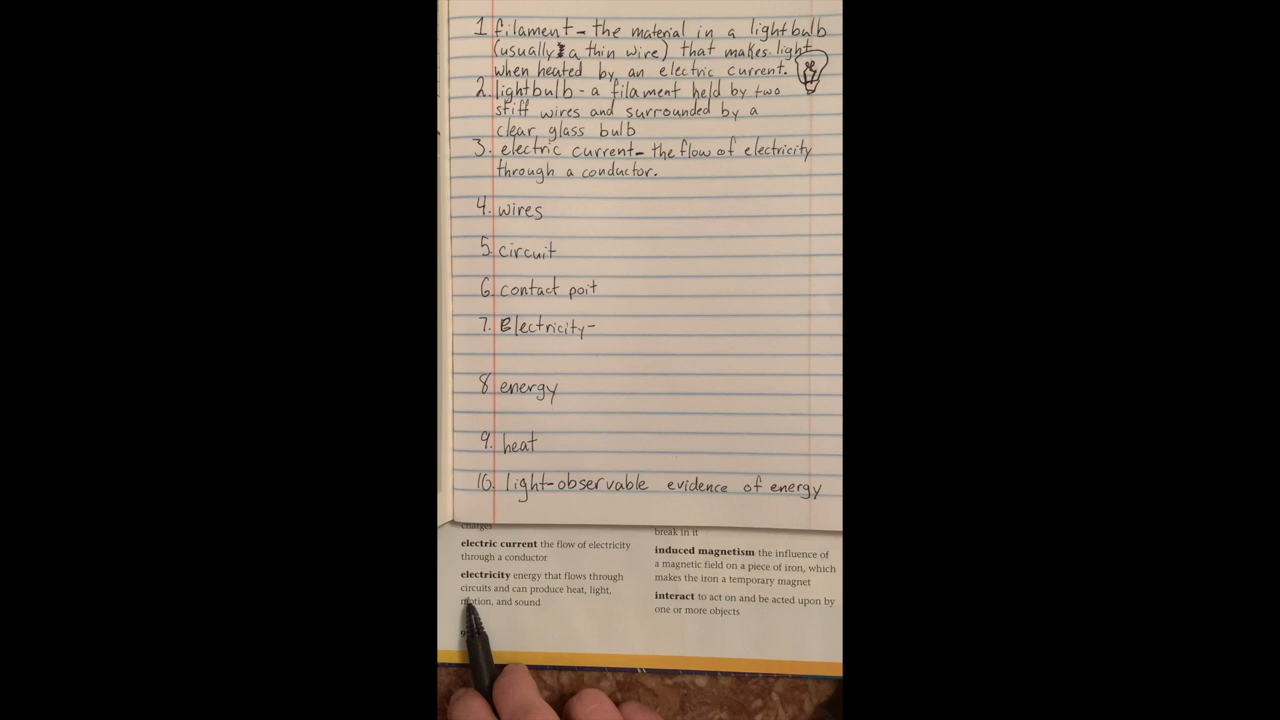 1 filament - the material in a lightbulb
(usually a thin wire) that makes light
when heated by an electric current.
2. lightbulb - a filament held by two
stiff wires and surrounded by a
clear glass bulb
3. electric current - the flow of electricity
through a conductor.
4. wires
5. circuit
6. contact poit
7. Electricity-
8 energy
9. heat
10. light-observable evidence of energy
charges
electric current the flow of electricity
through a conductor
electricity energy that flows through
circuits and can produce heat, light,
motion, and sound
9
break in it
induced magnetism the influence of
a magnetic field on a piece of iron, which
makes the iron a temporary magnet
interact to act on and be acted upon by
one or more objects